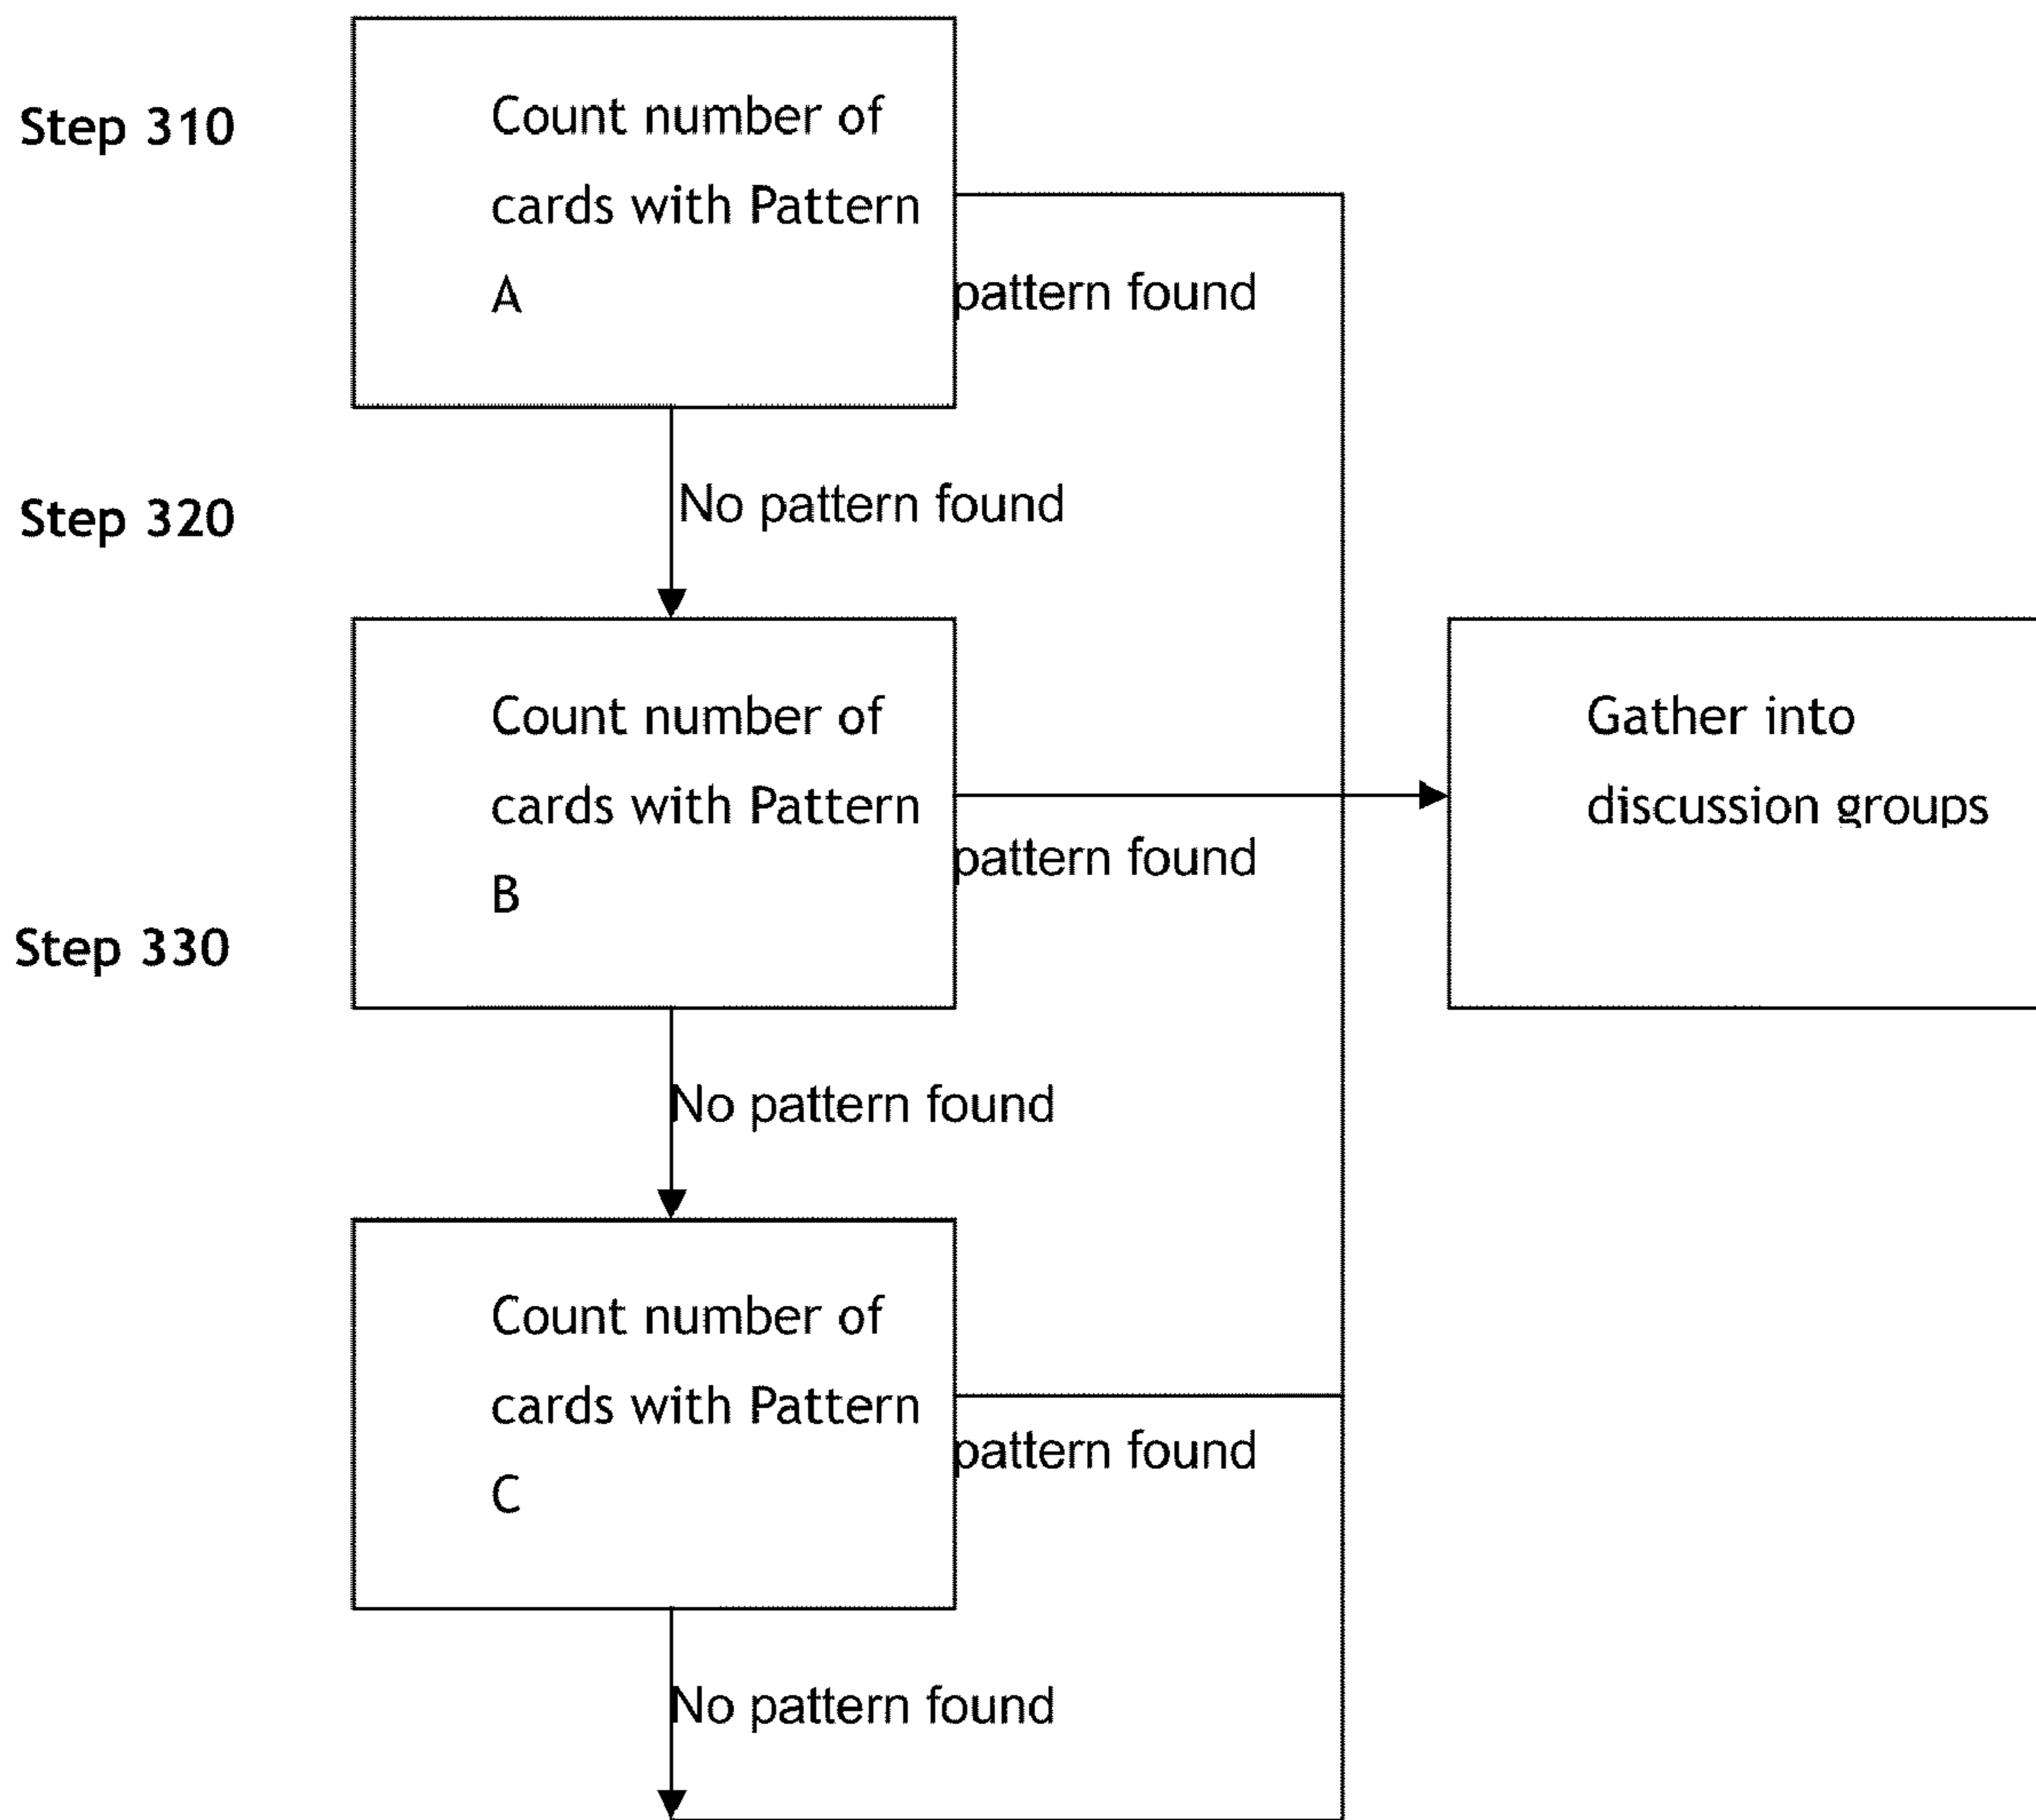 Step 310
Count number of
cards with Pattern
A
pattern found
No pattern found
Step 320
Count number of
cards with Pattern
B
pattern found
Gather into
discussion groups
Step 330
No pattern found
Count number of
cards with Pattern
C
pattern found
No pattern found